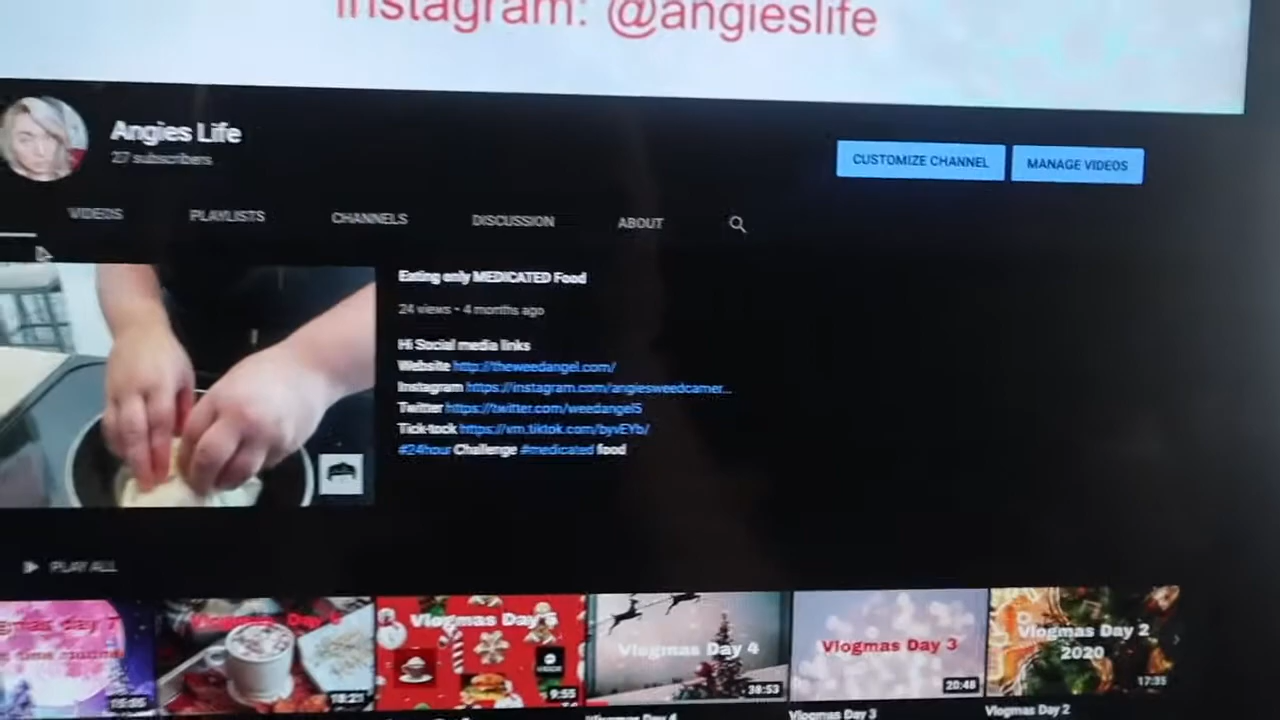 Instagram: @angieslife
Angies Life
27 subscribers
CUSTOMIZE CHANNEL
MANAGE VIDEOS
VIDEOS
PLAYLISTS
CHANNELS
DISCUSSION
ABOUT
Eating only MEDICATED Food
24 views • 4 months ago
Hi Social media links
Website http://theweedangel.com/
Instagram https://instagram.com/angiesweedcamer...
Twitter https://twitter.com/weedangel5
Tick-tock https://vm.tiktok.com/byvEYb/
#24hour Challenge #medicated food
PLAY ALL
Vlogmas Day
18:21
Vlogmas Day
9:55
Vlogmas Day 4
38:53
Vlogmas Day 3
20:48
Vlogmas Day 2
2020
17:35
Vlogmas Day 3
Vlogmas Day 2